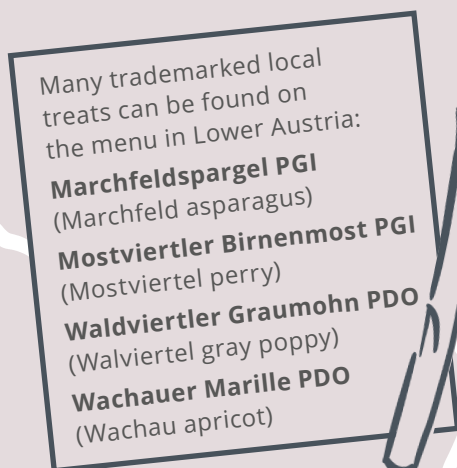 Many trademarked local
treats can be found on
the menu in Lower Austria:
Marchfeldspargel PGI
(Marchfeld asparagus)
Mostviertler Birnenmost PGI
(Mostviertel perry)
Waldviertler Graumohn PDO
(Walviertel gray poppy)
Wachauer Marille PDO
(Wachau apricot)